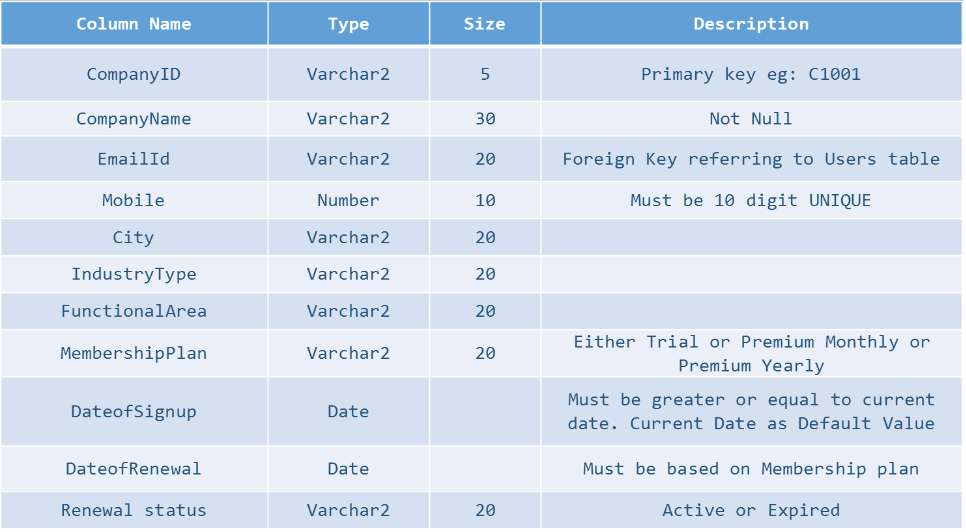 Column Name Type Size Description
CompanyID Varchar2 5 Primary key eg: C1001
CompanyName Varchar2 30 Not Null
EmailId Varchar2 20 Foreign Key referring to Users table
Mobile Number 10 Must be 10 digit UNIQUE
City Varchar2 20
IndustryType Varchar2 20
FunctionalArea Varchar2 20
MembershipPlan Varchar2 20 Either Trial or Premium Monthly or
Premium Yearly
DateofSignup Date Must be greater or equal to current
date. Current Date as Default Value
DateofRenewal Date Must be based on Membership plan
Renewal status Varchar2 20 Active or Expired